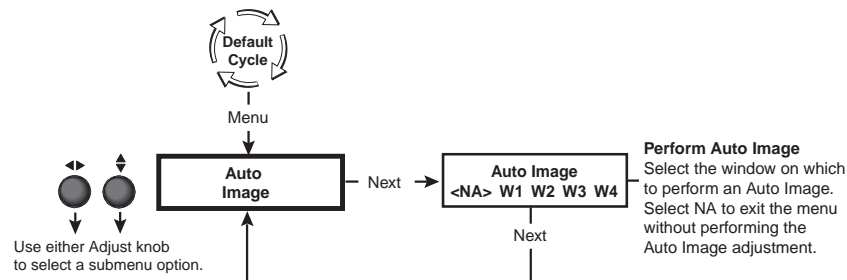 Default
Cycle
Menu
Auto
Image
Next
Auto Image
<NA> W1 W2 W3 W4
Next
Perform Auto Image
Select the window on which
to perform an Auto Image.
Select NA to exit the menu
without performing the
Auto Image adjustment.
Use either Adjust knob
to select a submenu option.